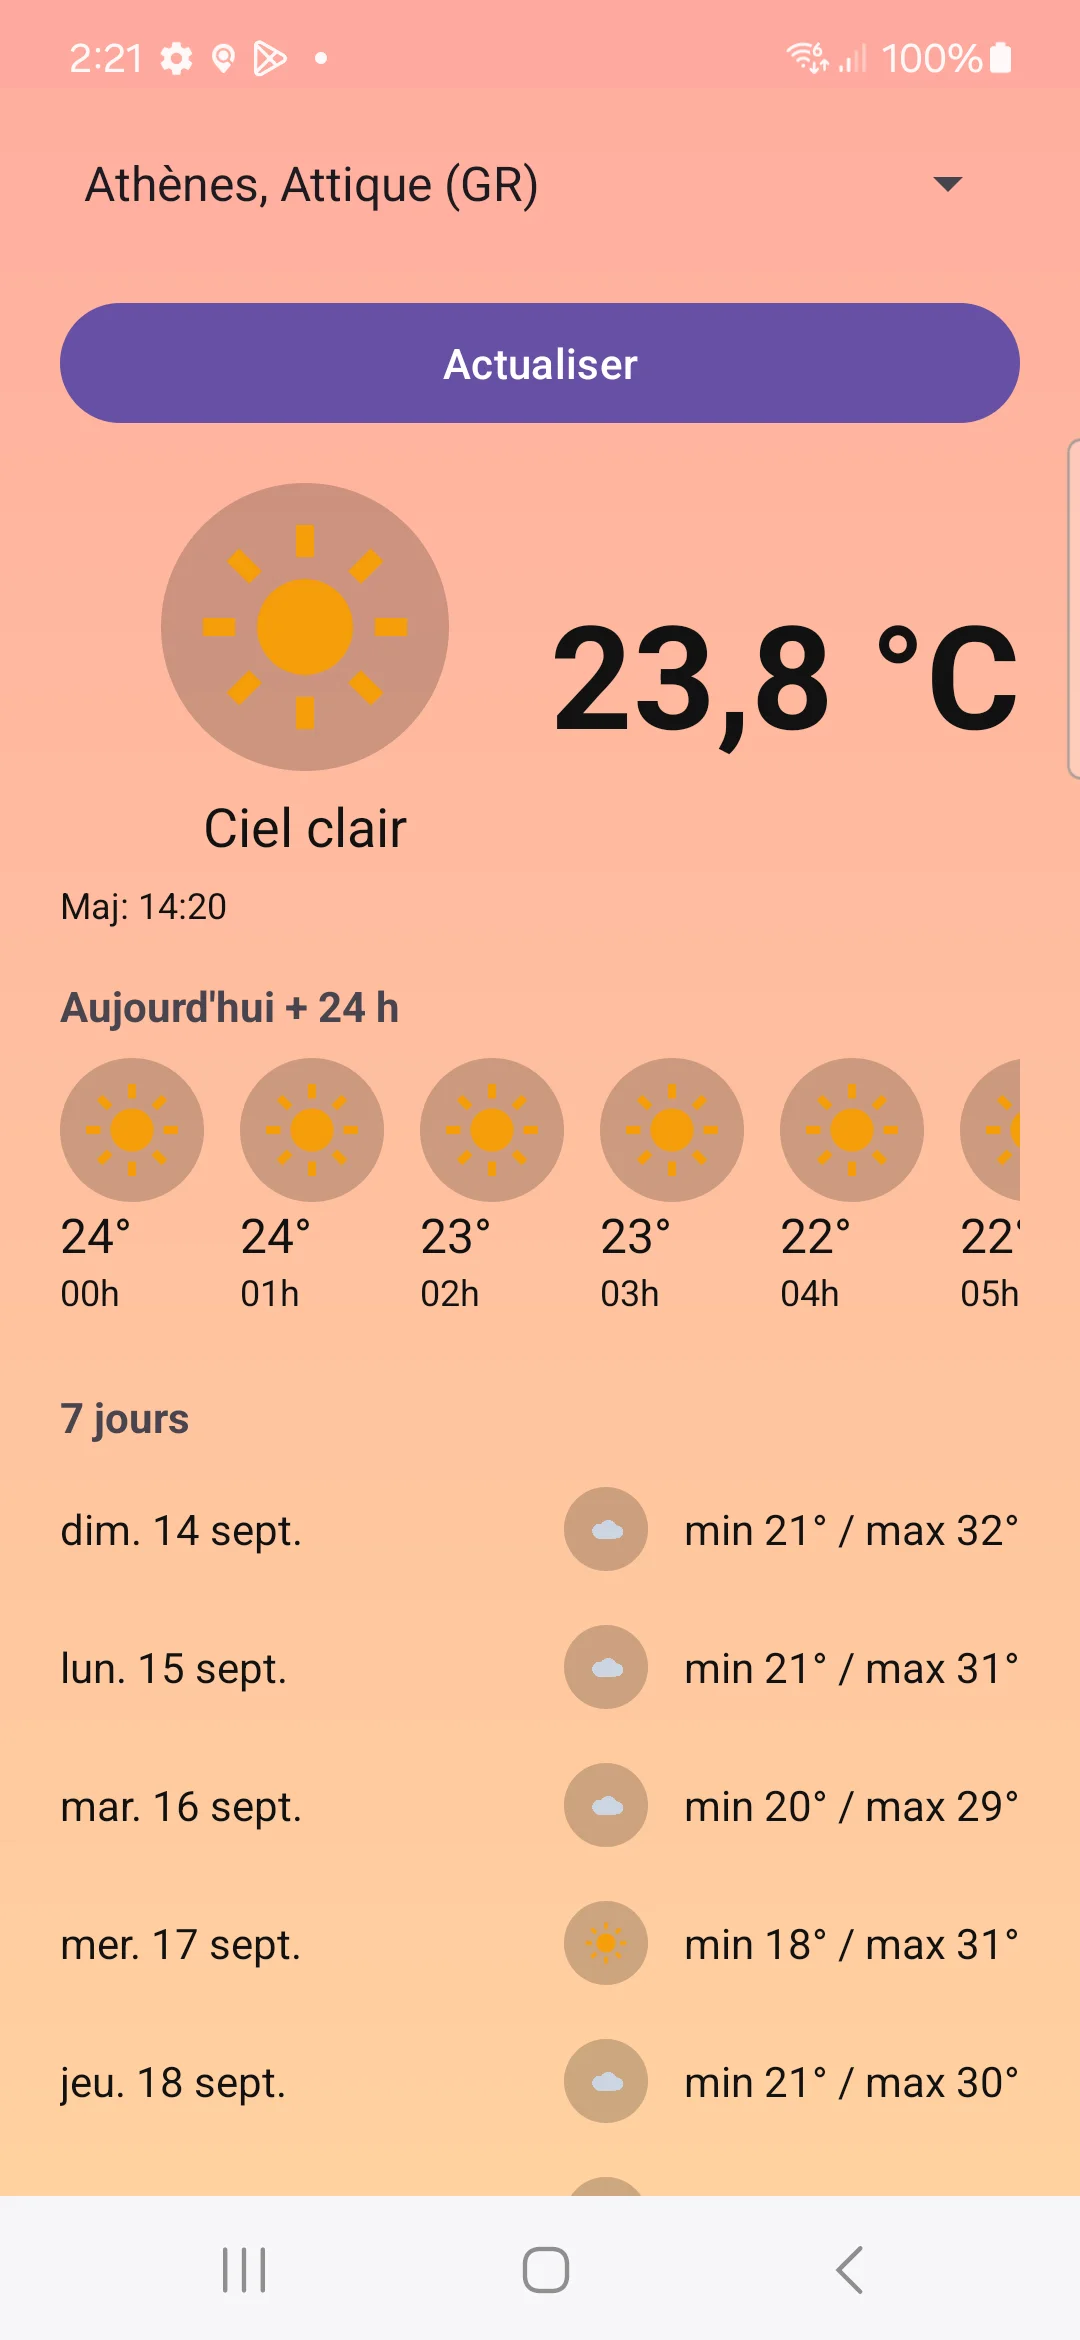 2:21 100%
Athènes, Attique (GR)
Actualiser
23,8 °C
Ciel clair
Maj: 14:20
Aujourd'hui + 24 h
24° 24° 23° 23° 22° 22°
00h 01h 02h 03h 04h 05h
7 jours
dim. 14 sept. min 21° / max 32°
lun. 15 sept. min 21° / max 31°
mar. 16 sept. min 20° / max 29°
mer. 17 sept. min 18° / max 31°
jeu. 18 sept. min 21° / max 30°